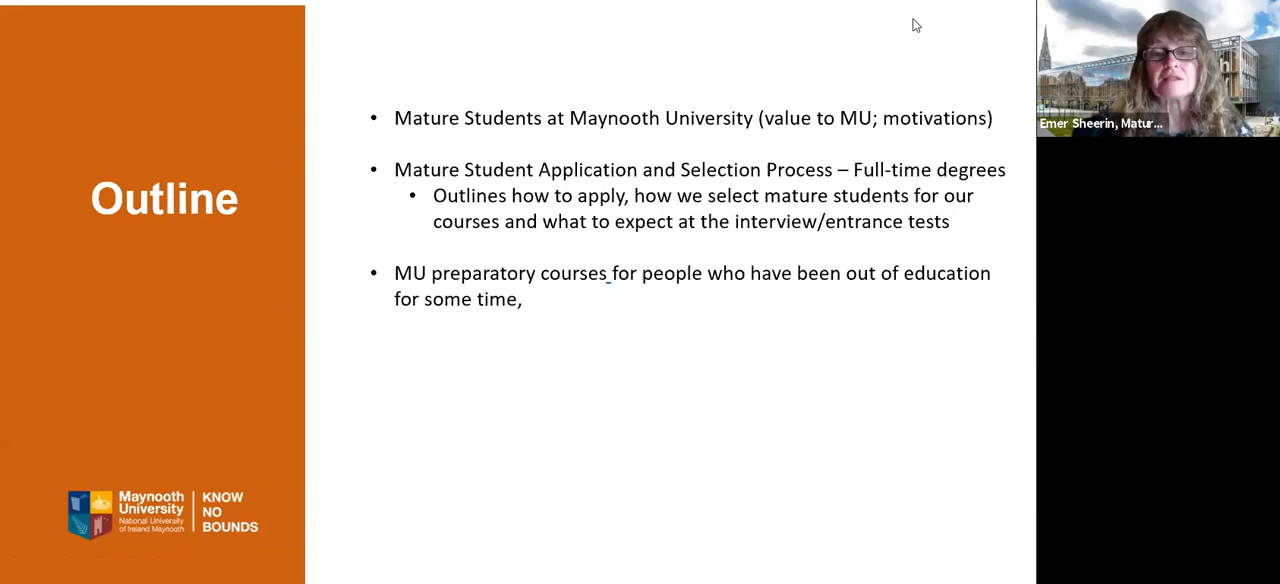 Outline
• Mature Students at Maynooth University (value to MU; motivations)
• Mature Student Application and Selection Process – Full-time degrees
• Outlines how to apply, how we select mature students for our
courses and what to expect at the interview/entrance tests
• MU preparatory courses for people who have been out of education
for some time,
Maynooth
University
National University
of Ireland Maynooth
KNOW
NO
BOUNDS
Emer Sheerin, Matur...